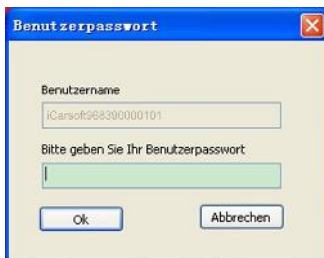 Benutzerpasswort
Benutzername
iCarsoft968390000101
Bitte geben Sie Ihr Benutzerpasswort
Ok
Abbrechen